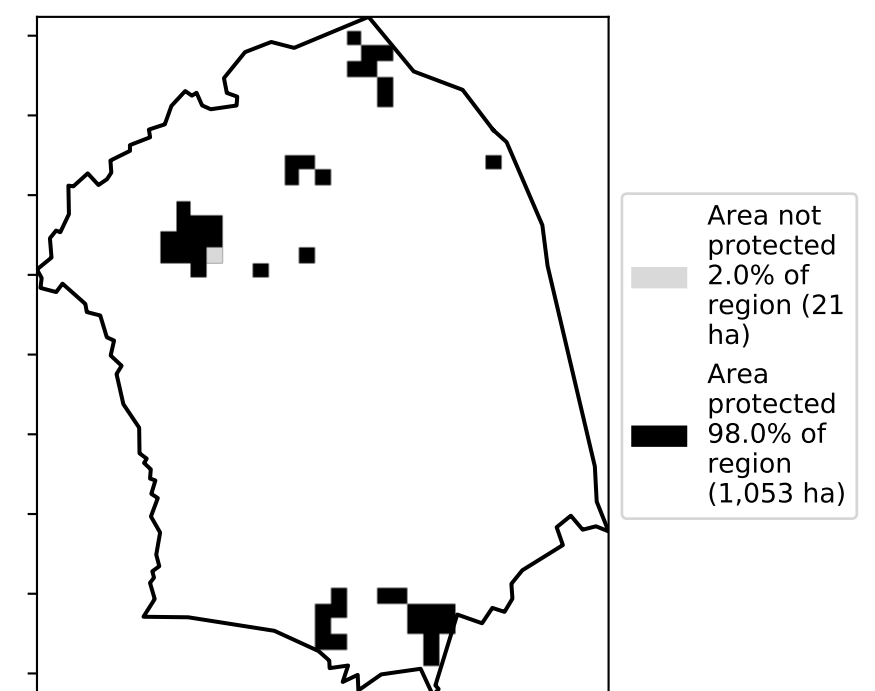 Area not
protected
2.0% of
region (21
ha)
Area
protected
98.0% of
region
(1,053 ha)